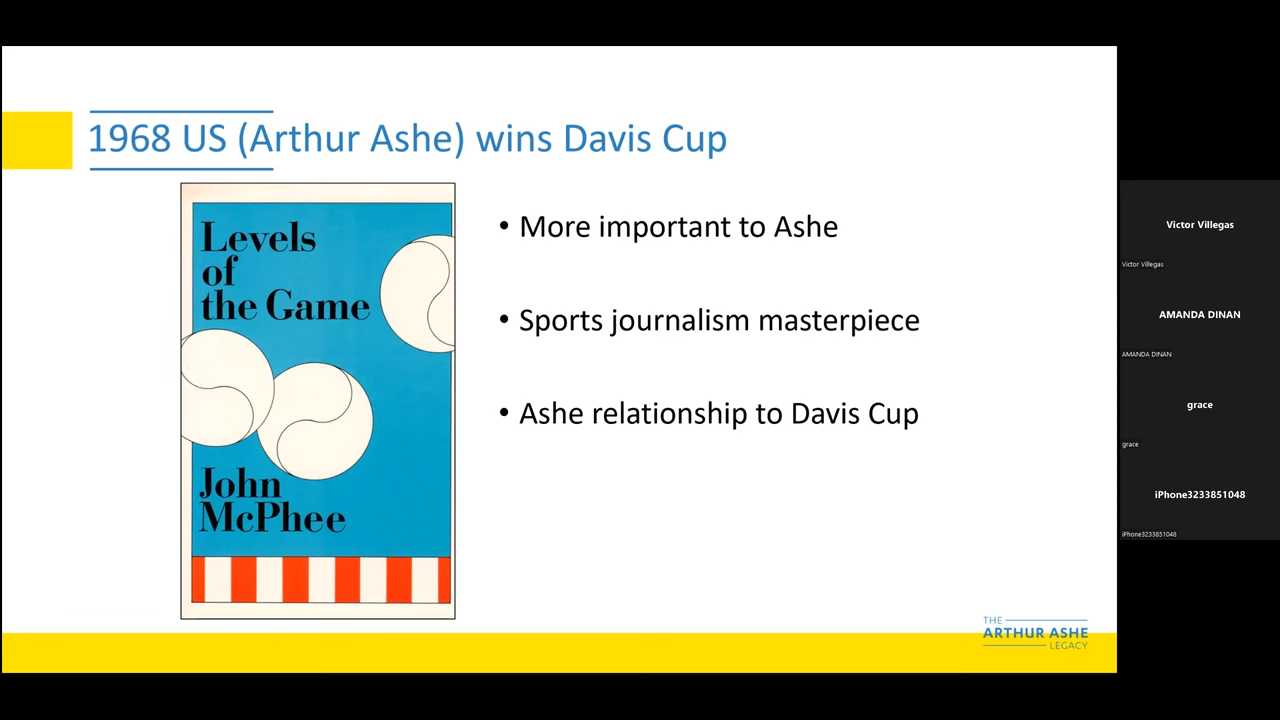 1968 US (Arthur Ashe) wins Davis Cup
Levels
of
the Game
John
McPhee
• More important to Ashe
• Sports journalism masterpiece
• Ashe relationship to Davis Cup
THE
ARTHUR ASHE
LEGACY
Victor Villegas
Victor Villegas
AMANDA DINAN
AMANDA DINAN
grace
grace
iPhone3233851048
iPhone3233851048